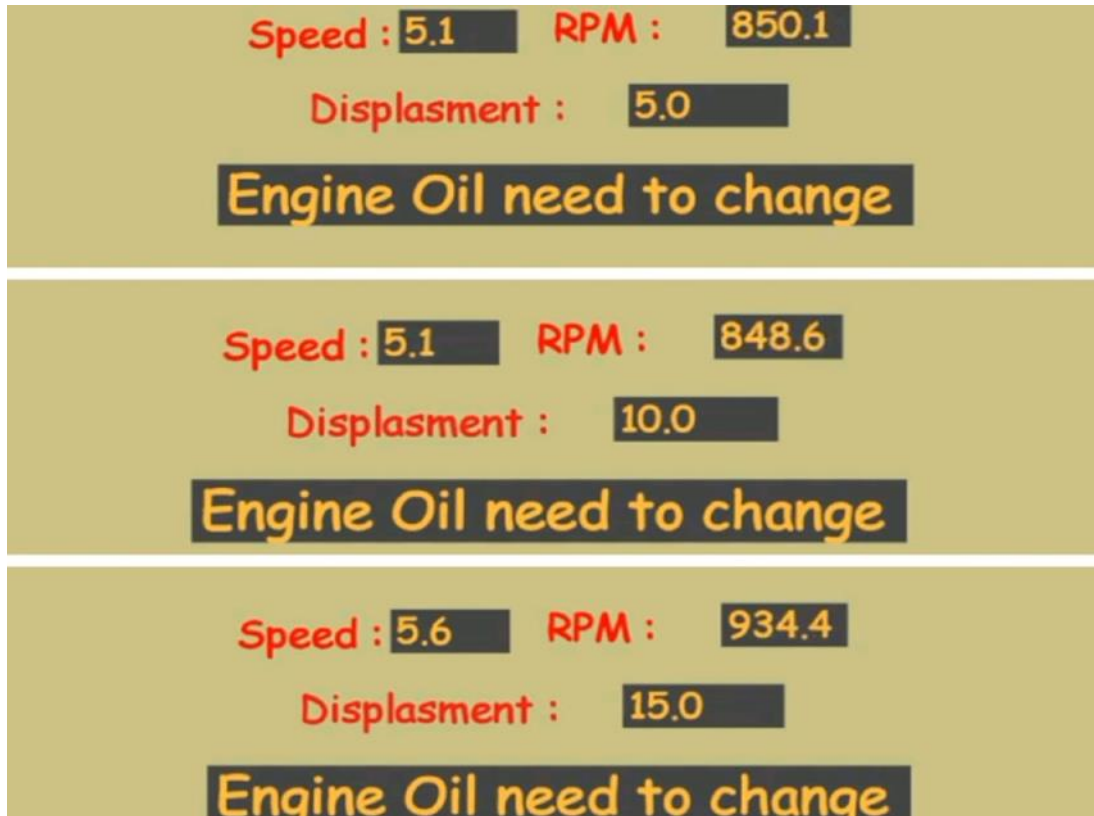 Speed : 5.1 RPM : 850.1
Displasment : 5.0
Engine Oil need to change
Speed : 5.1 RPM : 848.6
Displasment : 10.0
Engine Oil need to change
Speed : 5.6 RPM : 934.4
Displasment : 15.0
Engine Oil need to change